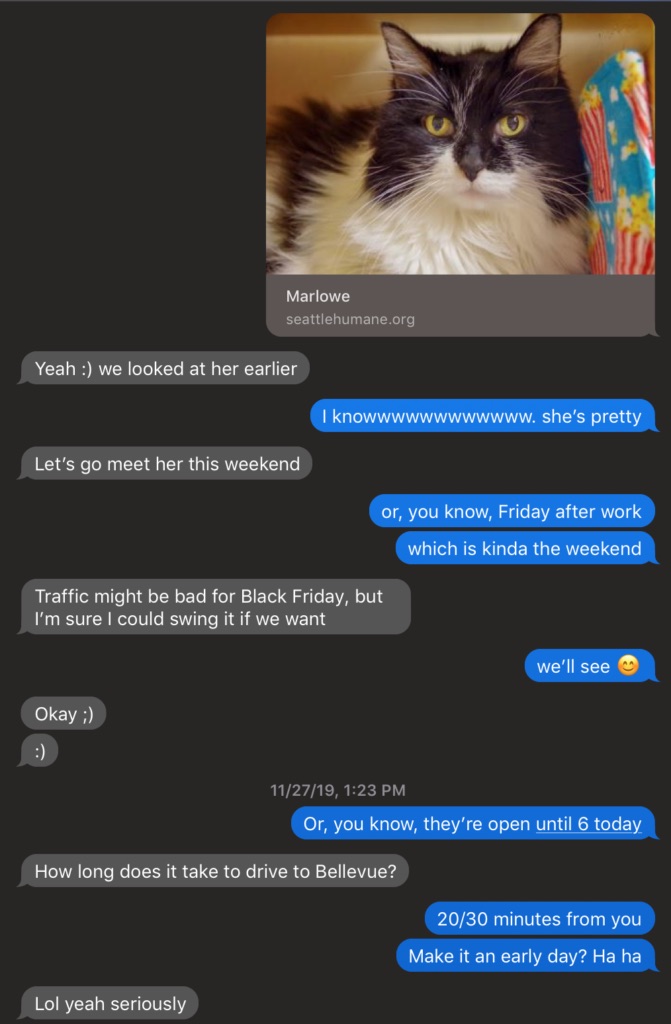 Marlowe
seattlehumane.org
Yeah :) we looked at her earlier
I knowwwwwwwwwwwww. she’s pretty
Let’s go meet her this weekend
or, you know, Friday after work
which is kinda the weekend
Traffic might be bad for Black Friday, but
I’m sure I could swing it if we want
we’ll see 😊
Okay ;)
:)
11/27/19, 1:23 PM
Or, you know, they’re open until 6 today
How long does it take to drive to Bellevue?
20/30 minutes from you
Make it an early day? Ha ha
Lol yeah seriously